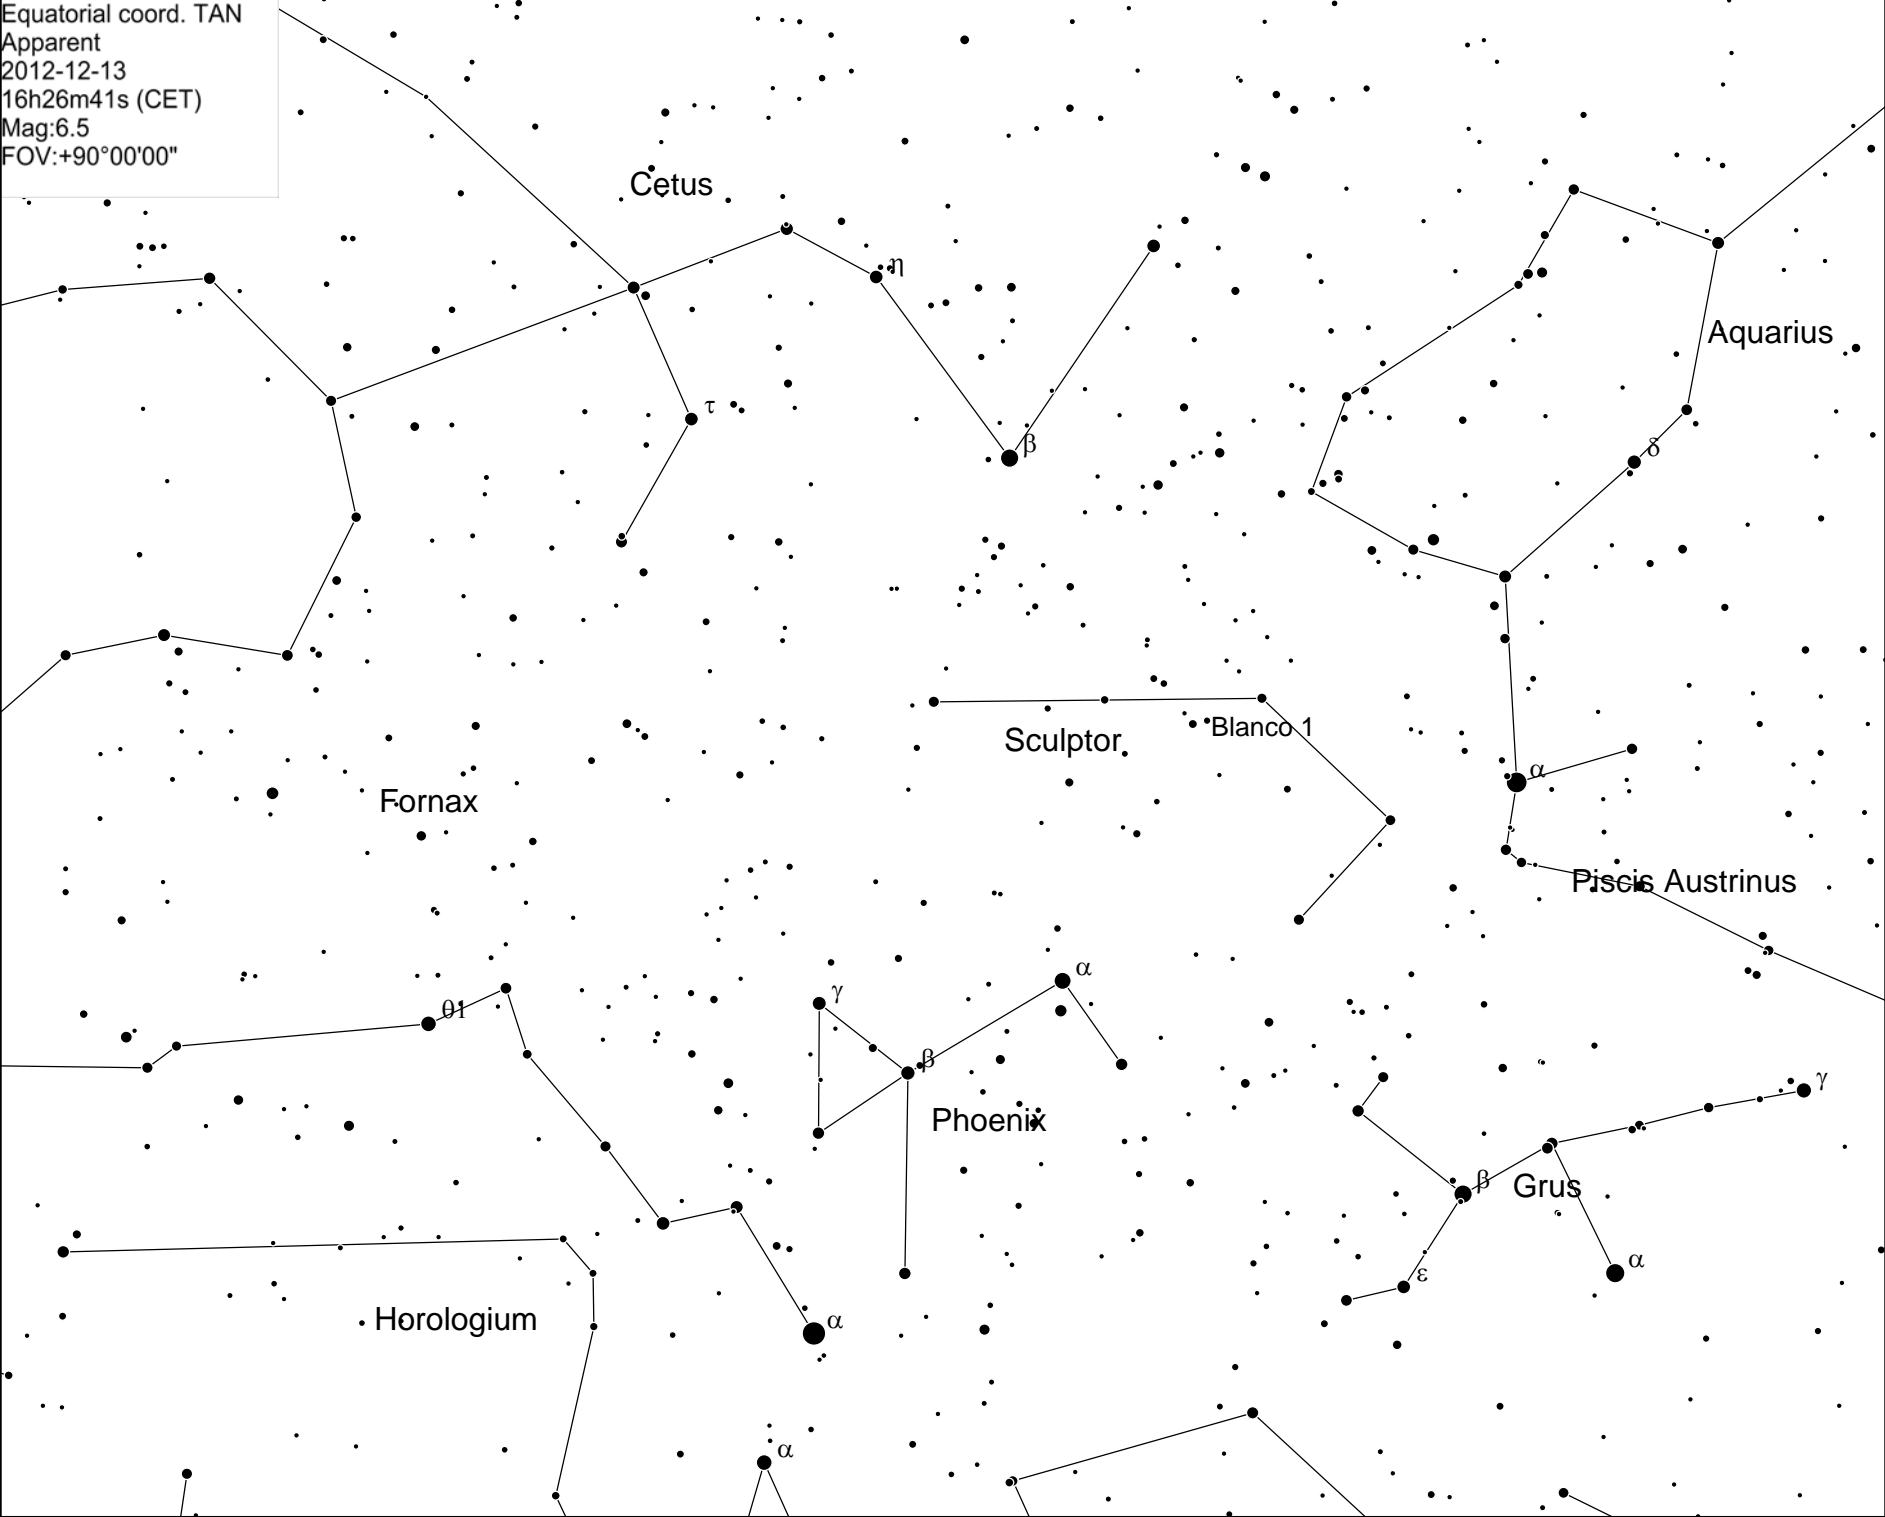 Equatorial coord. TAN
Apparent
2012-12-13
16h26m41s (CET)
Mag:6.5
FOV:+90°00'00"
Cetus
η
Aquarius
τ
β
δ
Blanco 1
Sculptor
α
Fornax
Piscis Austrinus
α
γ
θ1
β
γ
Phoenix
β
Grus
α
ε
Horologium
α
α